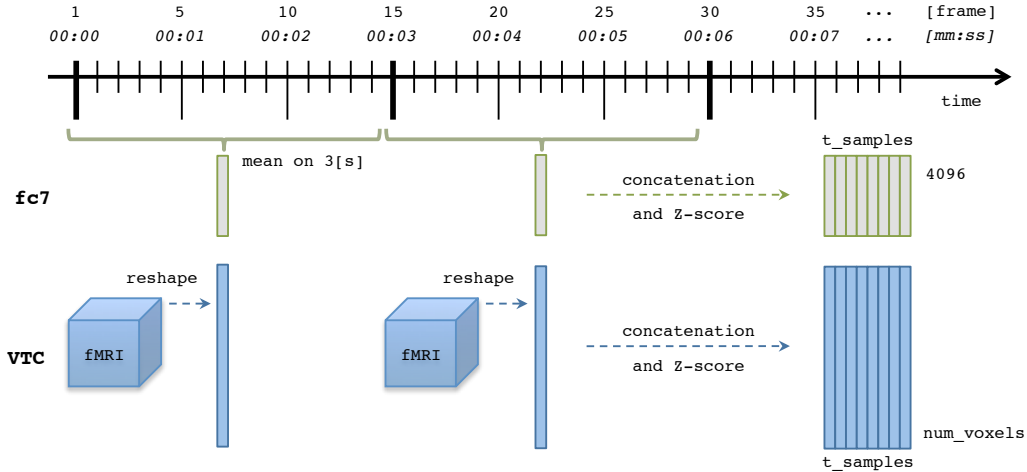 1 5 10 15 20 25 30 35 ... [frame]
00:00 00:01 00:02 00:03 00:04 00:05 00:06 00:07 ... [mm:ss]
time
mean on 3[s]
t_samples
fc7
concatenation
and Z-score
4096
reshape
reshape
VTC
fMRI
fMRI
concatenation
and Z-score
num_voxels
t_samples